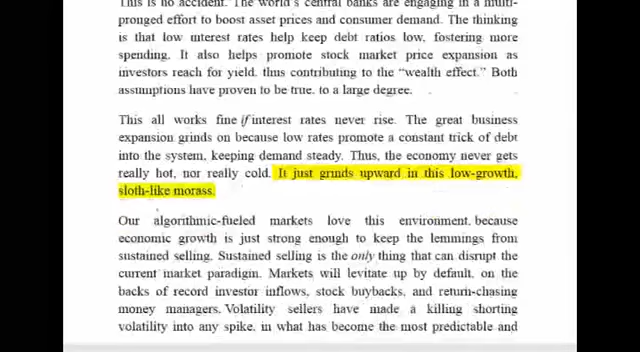 This is no accident. The world's central banks are engaging in a multi-
pronged effort to boost asset prices and consumer demand. The thinking
is that low interest rates help keep debt ratios low, fostering more
spending. It also helps promote stock market price expansion as
investors reach for yield, thus contributing to the "wealth effect." Both
assumptions have proven to be true, to a large degree.
This all works fine if interest rates never rise. The great business
expansion grinds on because low rates promote a constant trick of debt
into the system, keeping demand steady. Thus, the economy never gets
really hot, nor really cold. It just grinds upward in this low-growth,
sloth-like morass.
Our algorithmic-fueled markets love this environment, because
economic growth is just strong enough to keep the lemmings from
sustained selling. Sustained selling is the only thing that can disrupt the
current market paradigm. Markets will levitate up by default, on the
backs of record investor inflows, stock buybacks, and return-chasing
money managers. Volatility sellers have made a killing shorting
volatility into any spike, in what has become the most predictable and